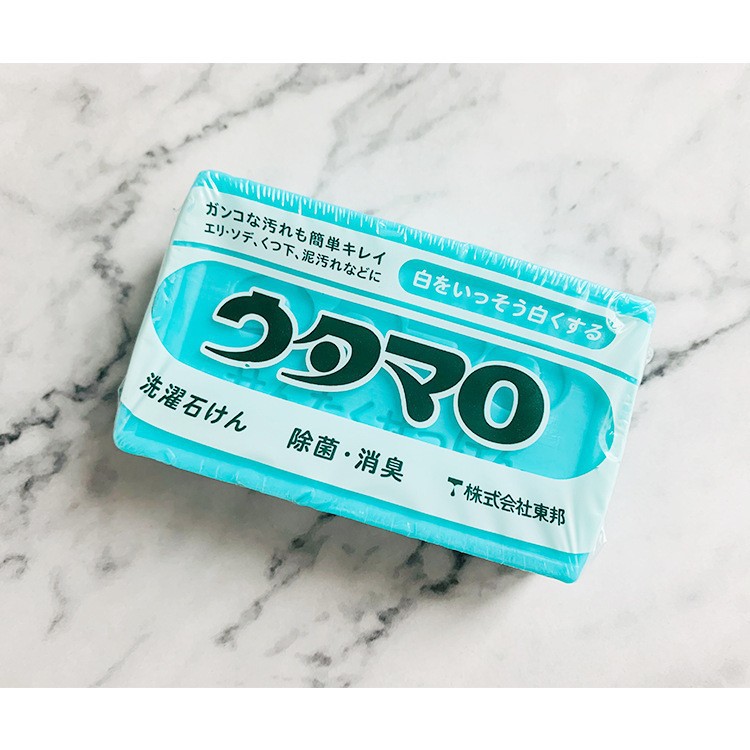 ガンコな汚れも簡単キレイ
エリ・ソデ、くつ下、泥汚れなどに
白をいっそう白くする
ウタマロ
洗濯石けん
除菌・消臭
株式会社東邦